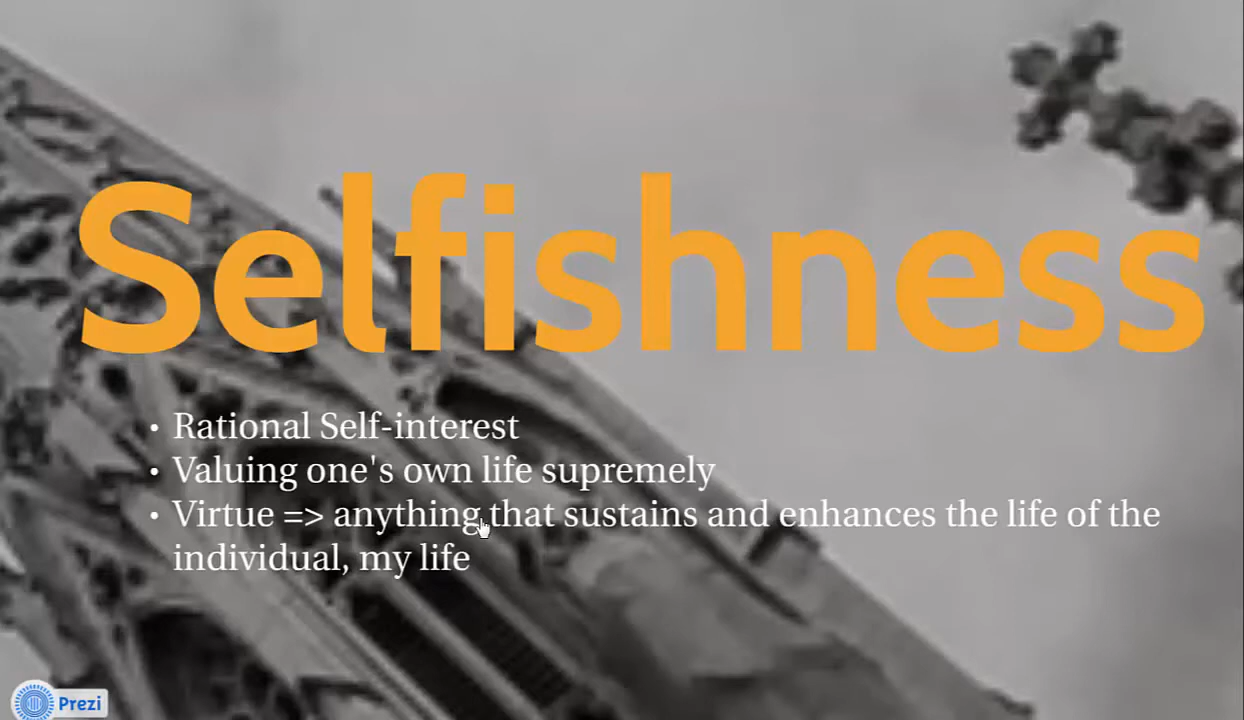 Selfishness
• Rational Self-interest
• Valuing one's own life supremely
• Virtue => anything that sustains and enhances the life of the
individual, my life
Prezi